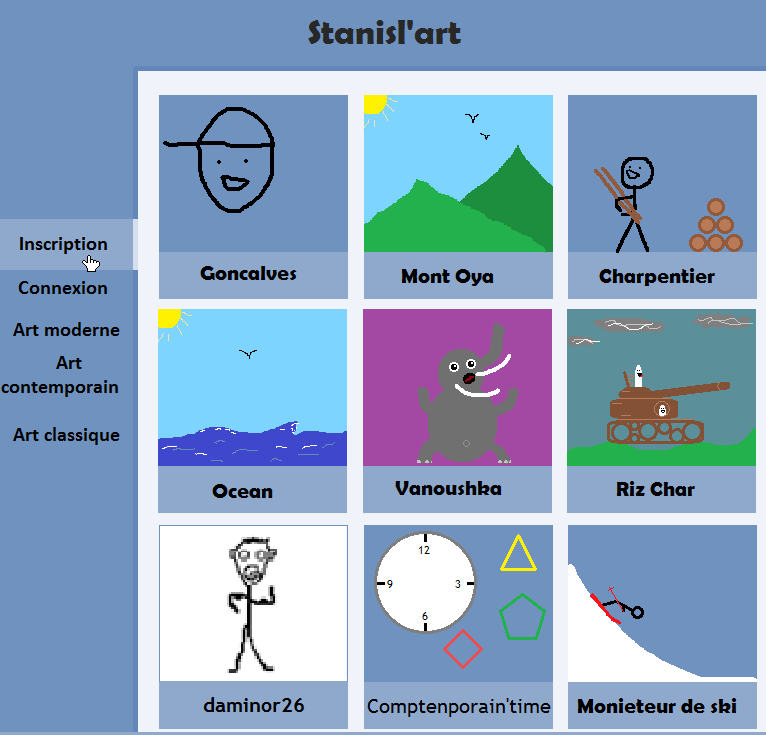 Stanisl'art
Inscription
Connexion
Art moderne
Art
contemporain
Art classique
Goncalves
Mont Oya
Charpentier
Ocean
Vanoushka
Riz Char
12
9
3
6
daminor26
Comptenporain'time
Monieteur de ski